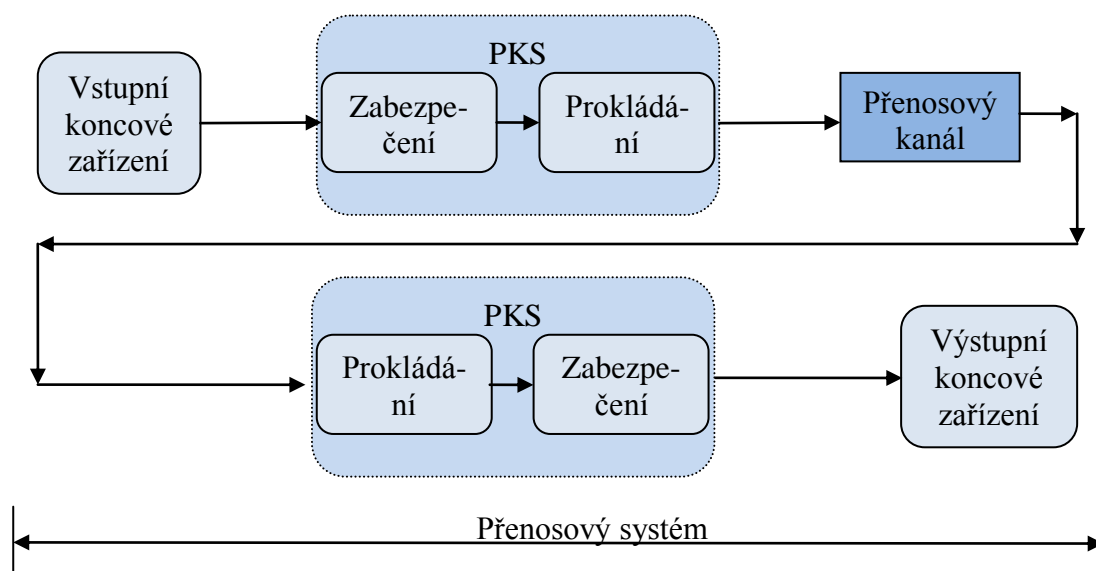 Vstupní
koncové
zařízení
PKS
Zabezpe-
čení
Prokládá-
ní
Přenosový
kanál
PKS
Prokládá-
ní
Zabezpe-
čení
Výstupní
koncové
zařízení
Přenosový systém